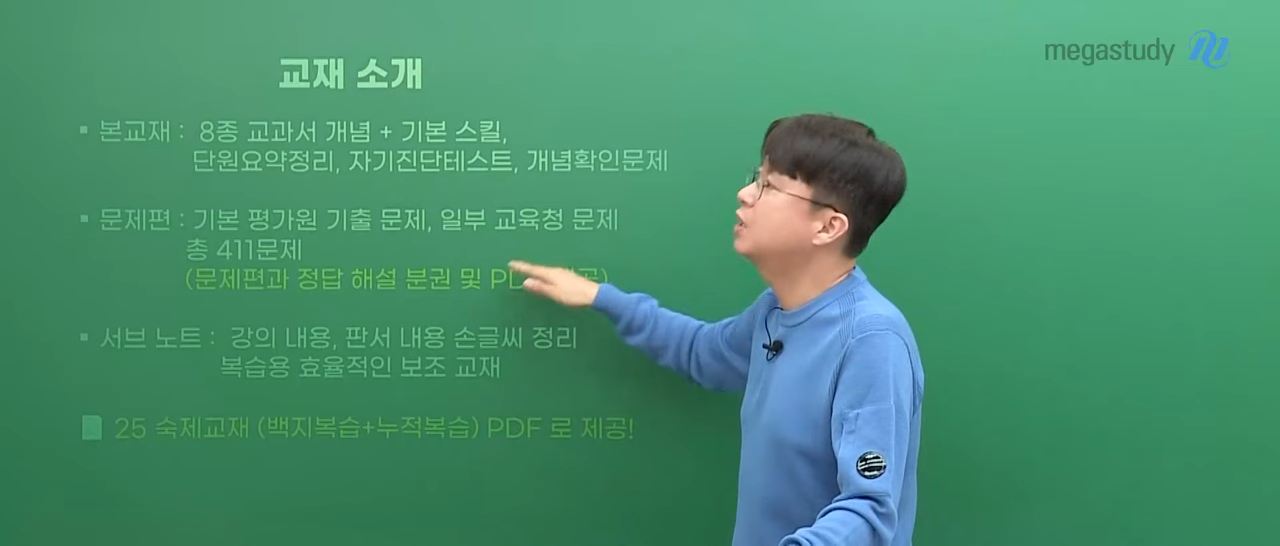 megastudy
교재 소개
▪ 본교재 : 8종 교과서 개념 + 기본 스킬,
단원요약정리, 자기진단테스트, 개념확인문제
▪ 문제편 : 기본 평가원 기출 문제, 일부 교육청 문제
총 411문제
(문제편과 정답 해설 분권 및
▪ 서브 노트 : 강의 내용, 판서 내용 손글씨 정리
복습용 효율적인 보조 교재
25 숙제교재 (백지복습+누적복습) PDF 로 제공!